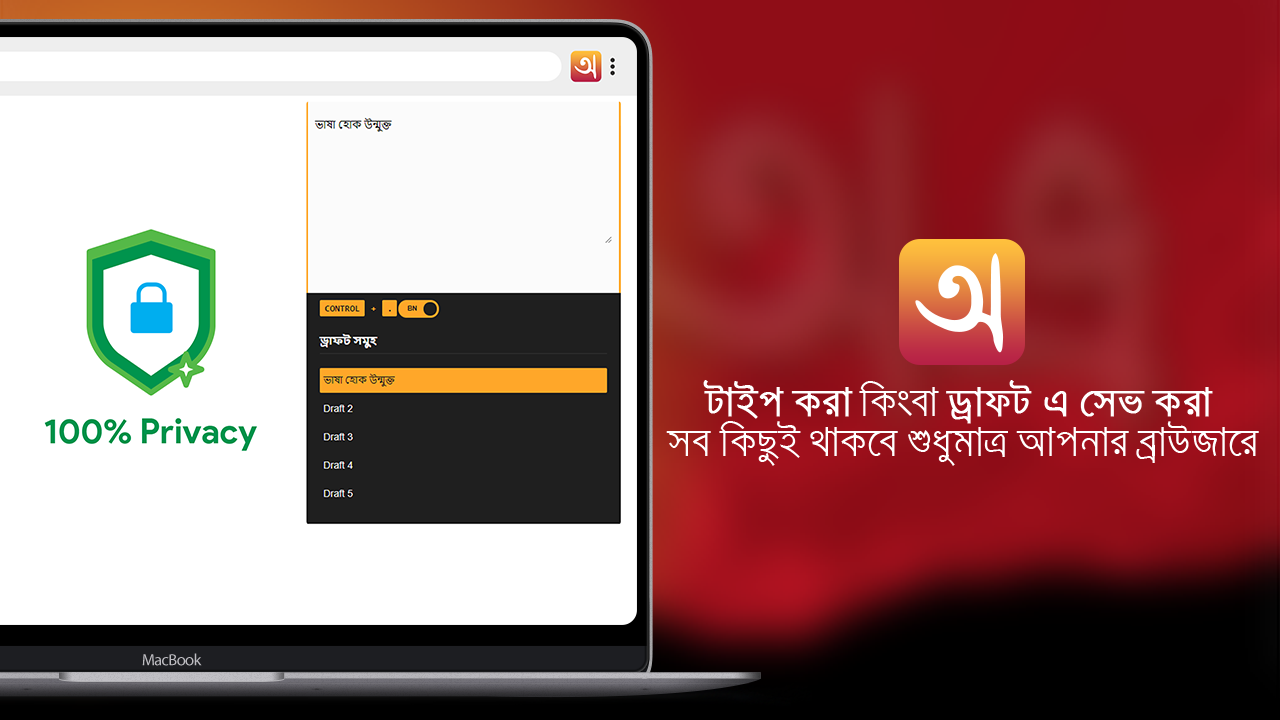 অ
ভাষা হোক উন্মুক্ত
CONTROL + . EN
ড্রাফট সমুহ
ভাষা হোক উন্মুক্ত
Draft 2
Draft 3
Draft 4
Draft 5
100% Privacy
MacBook
অ
টাইপ করা কিংবা ড্রাফট এ সেভ করা
সব কিছুই থাকবে শুধুমাত্র আপনার ব্রাউজারে